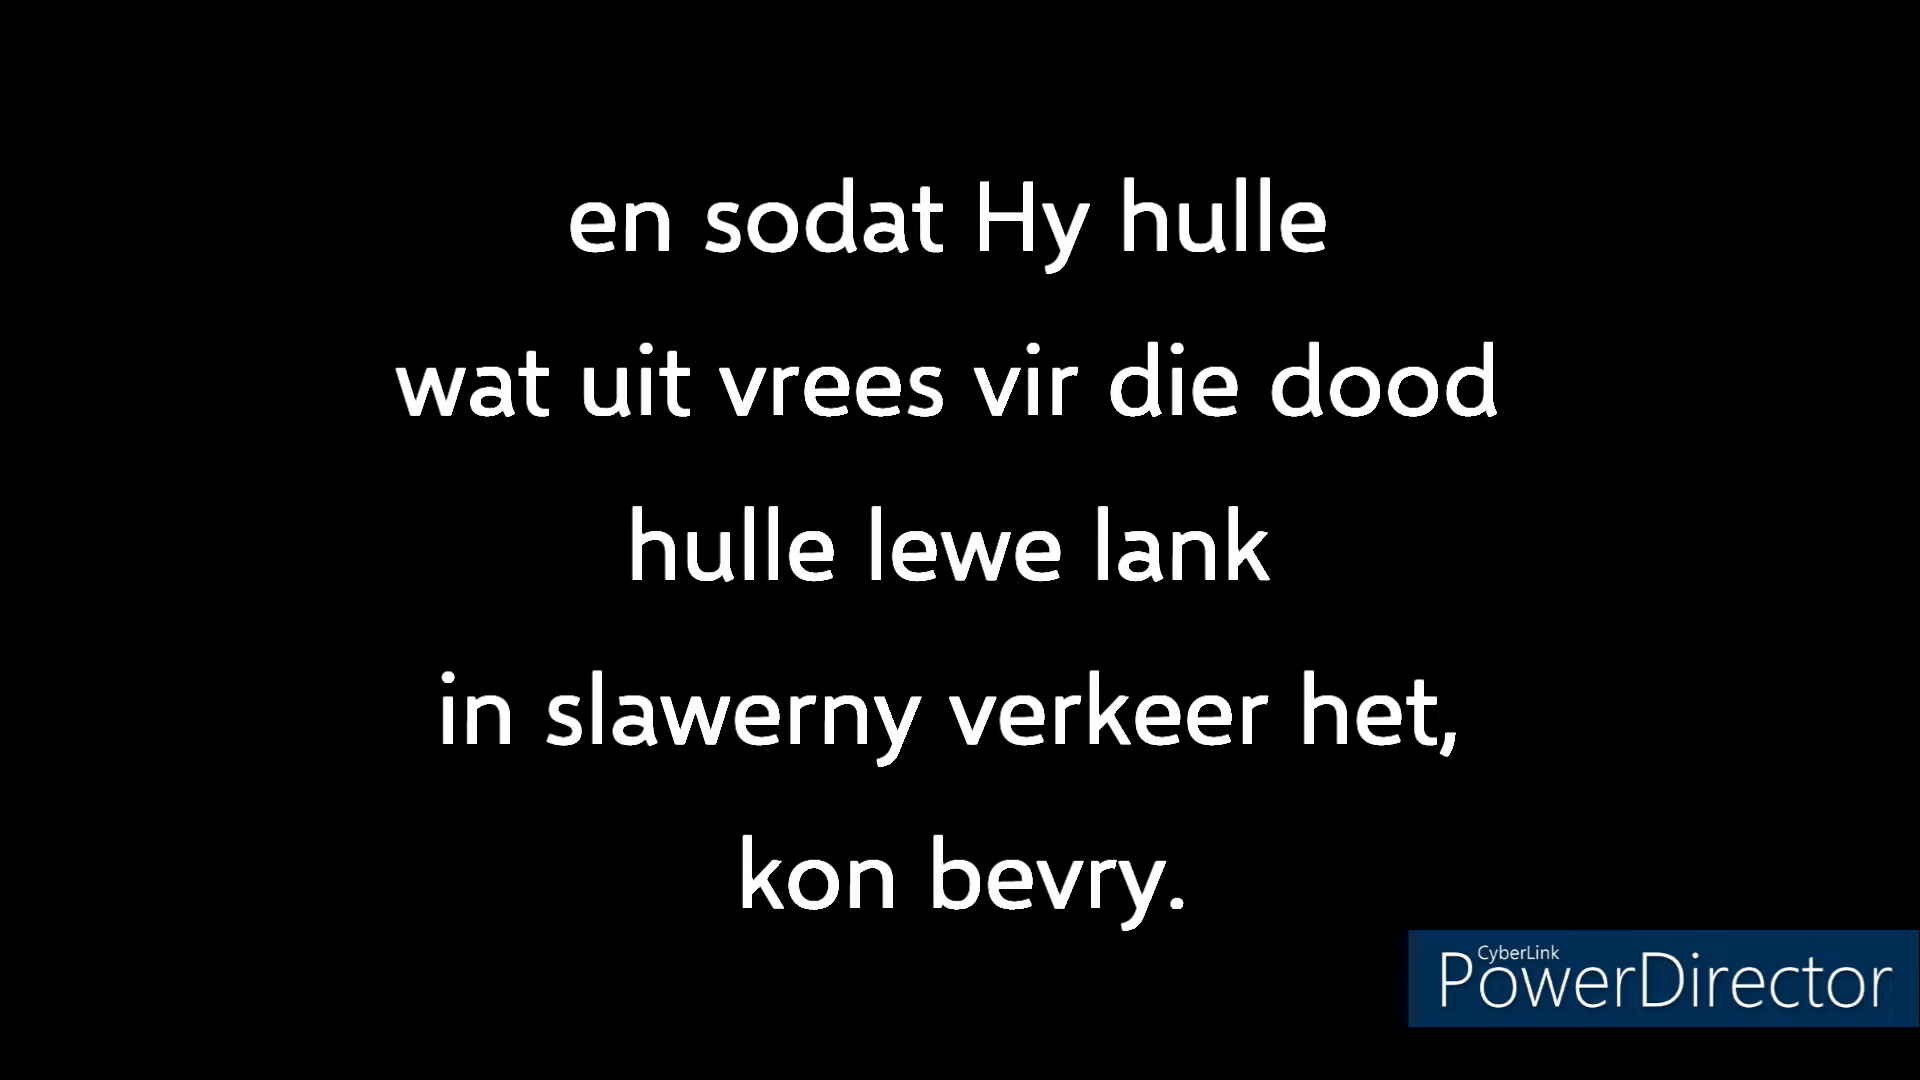 en sodat Hy hulle
wat uit vrees vir die dood
hulle lewe lank
in slawerny verkeer het,
kon bevry.
CyberLink
PowerDirector